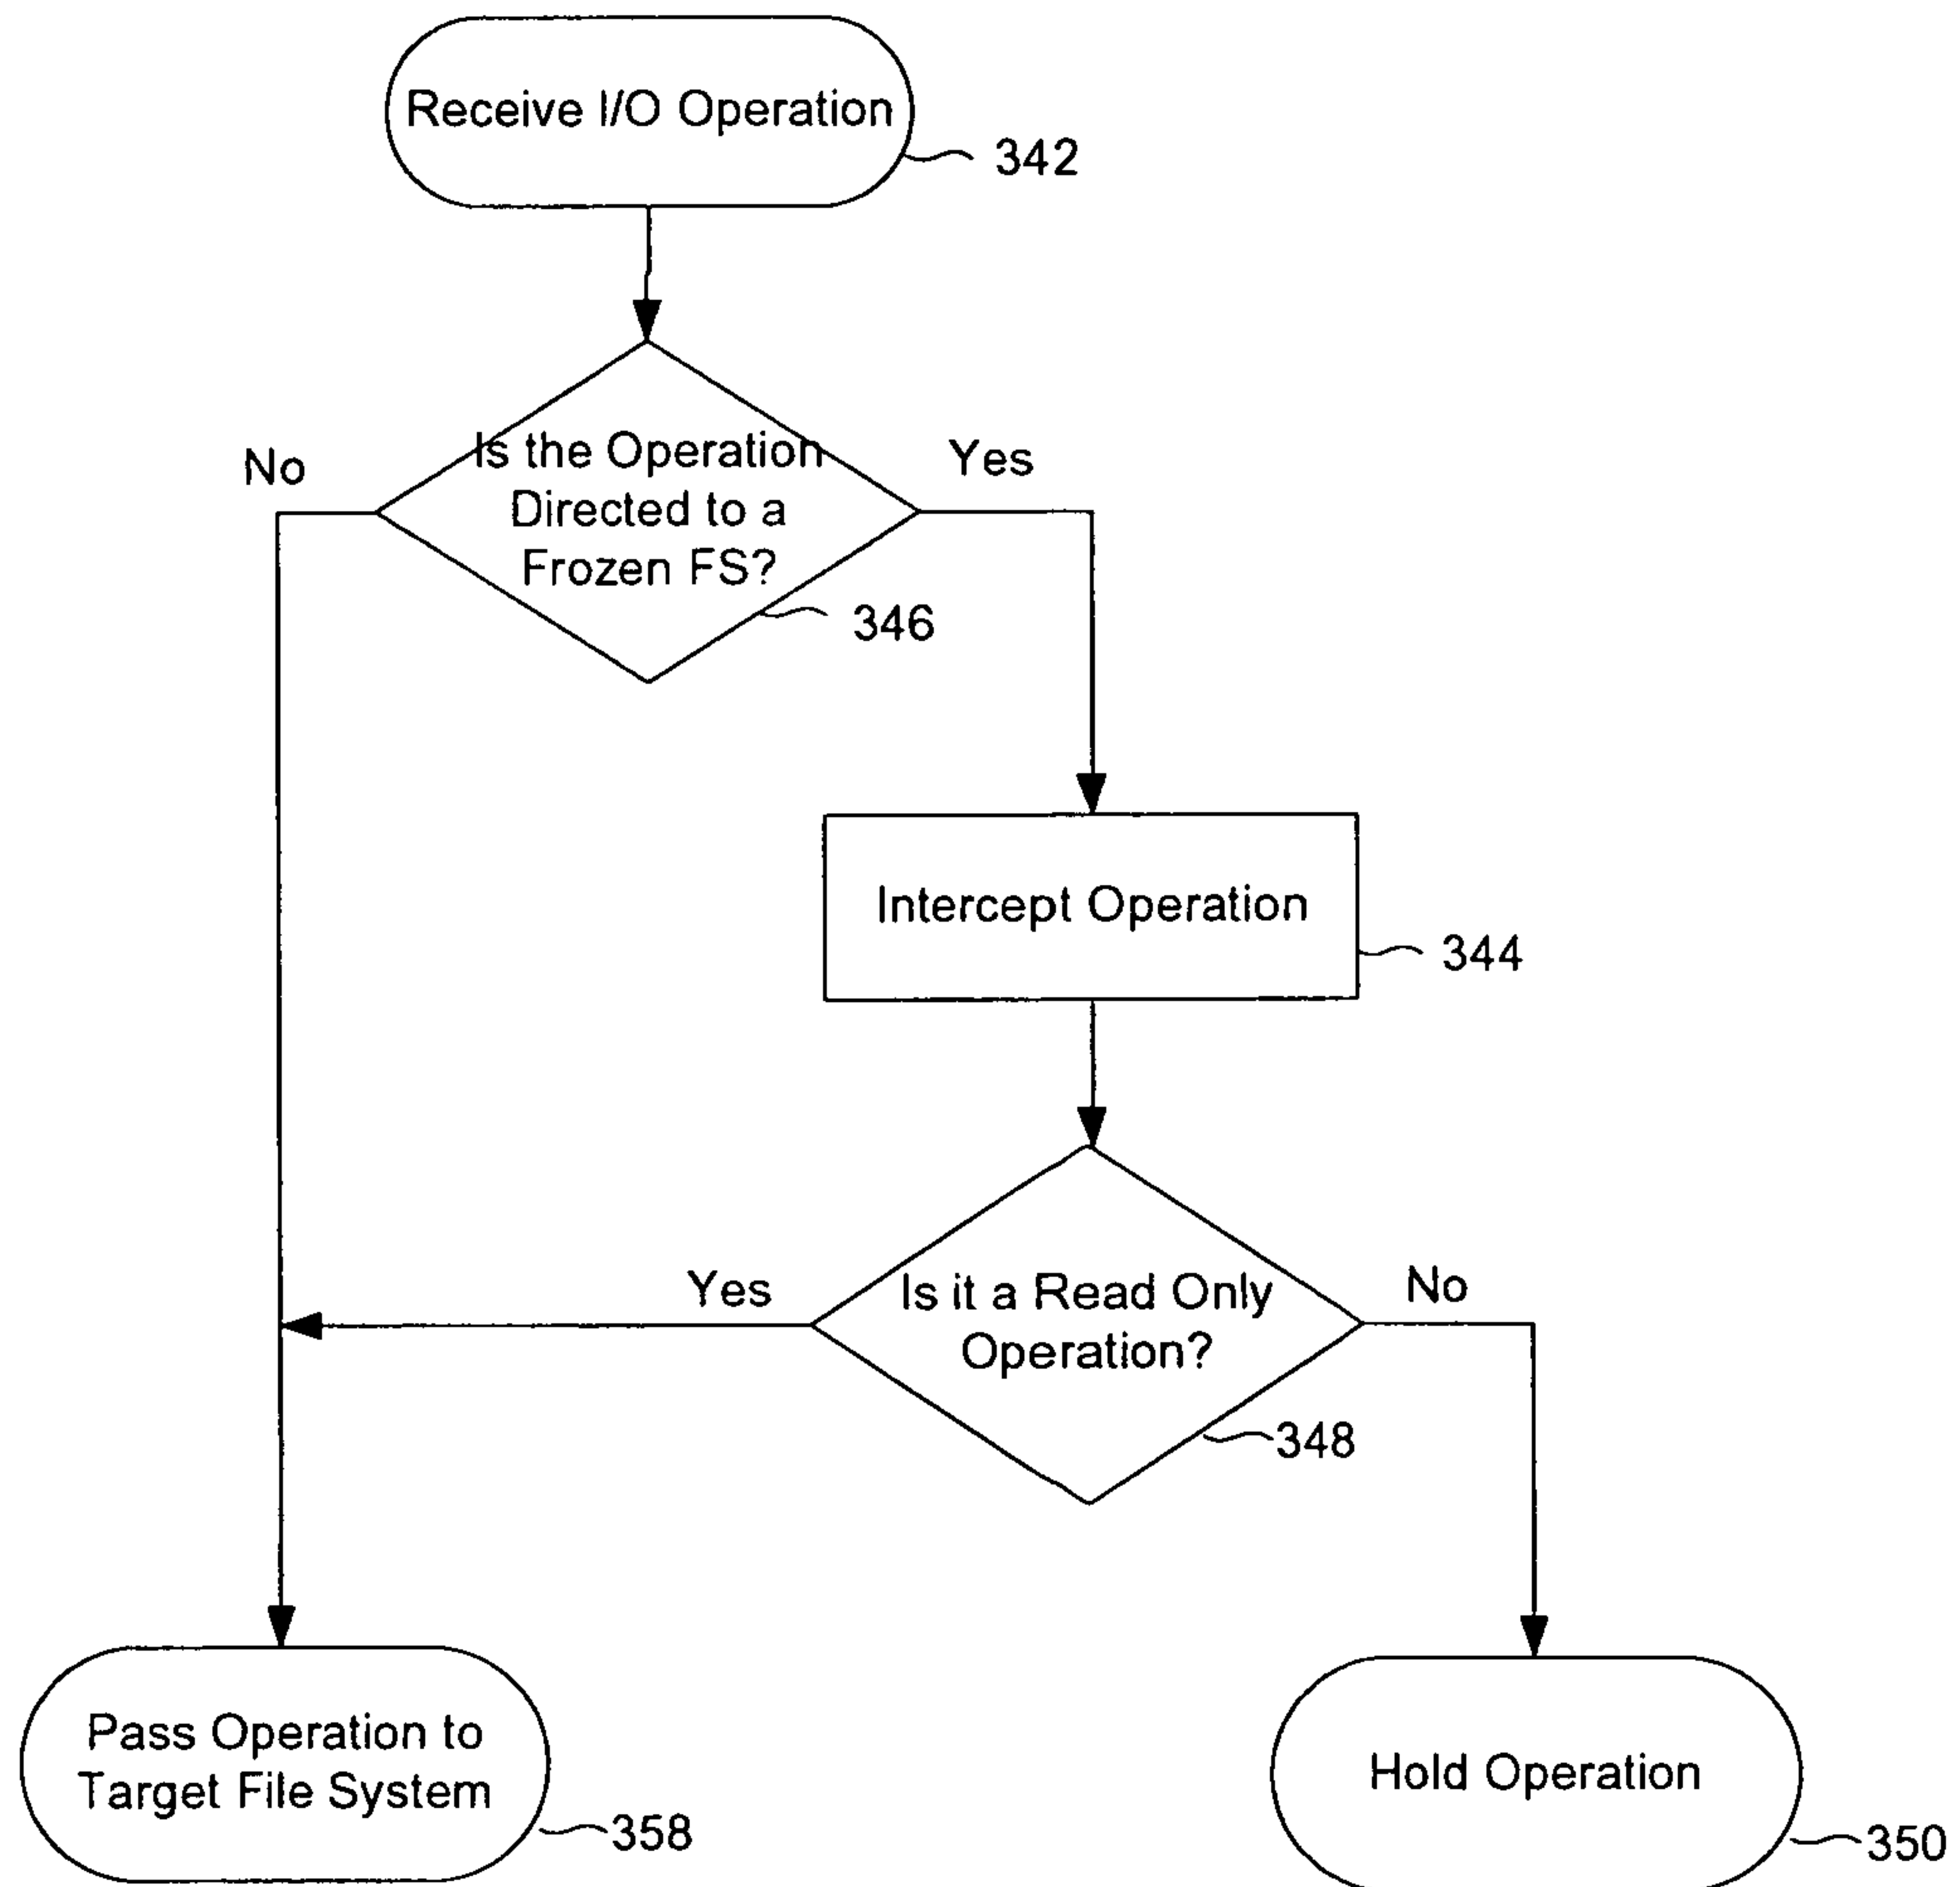 Receive I/O Operation
342
Is the Operation
Directed to a
Frozen FS?
346
No
Yes
Intercept Operation
344
Is it a Read Only
Operation?
348
Yes
No
Pass Operation to
Target File System
358
Hold Operation
350